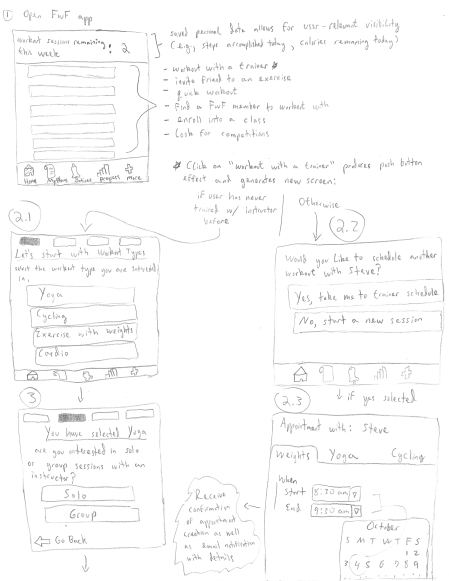 ① Open FwF app
workout session remaining this week : 2
saved personal data allows for user-relevant visibility
(e.g., steps accomplished today, calories remaining today)
- workout with a trainer *
- invite friend to an exercise
- quick workout
- Find a FwF member to workout with
- enroll into a class
- Look for competitions
Home
progress
more
* Click on "workout with a trainer" produces push button
effect and generates new screen:
if user has never
trained w/ instructor
before
Otherwise
2.1
Let's start with Workout Types
select the workout type you are interested
in.
Yoga
Cycling
Exercise with weights
Cardio
2.2
Would you Like to schedule another
workout with Steve?
Yes, take me to trainer schedule
No, start a new session
if yes selected
3
You have selected Yoga
are you interested in solo
or group sessions with an
instructor?
Solo
Group
Go Back
2.3
Appointment with: Steve
Weights Yoga Cycling
When
Start 8:30 am
End 9:30 am
October
S M T W T F S
1 2
3 4 5 6 7 8 9
Receive
confirmation
of appointment
creation as well
as email notification
with details